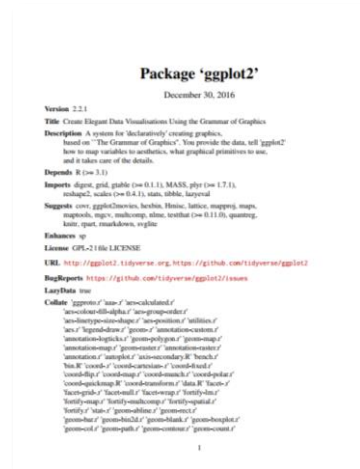 Package ‘ggplot2’
December 30, 2016
Version 2.2.1
Title Create Elegant Data Visualisations Using the Grammar of Graphics
Description A system for 'declaratively' creating graphics,
based on ``The Grammar of Graphics''. You provide the data, tell 'ggplot2'
how to map variables to aesthetics, what graphical primitives to use,
and it takes care of the details.
Depends R (>= 3.1)
Imports digest, grid, gtable (>= 0.1.1), MASS, plyr (>= 1.7.1),
reshape2, scales (>= 0.4.1), stats, tibble, lazyeval
Suggests covr, ggplot2movies, hexbin, Hmisc, lattice, mapproj, maps,
maptools, mgcv, multcomp, nlme, testthat (>= 0.11.0), quantreg,
knitr, rpart, rmarkdown, svglite
Enhances sp
License GPL-2 | file LICENSE
URL http://ggplot2.tidyverse.org, https://github.com/tidyverse/ggplot2
BugReports https://github.com/tidyverse/ggplot2/issues
LazyData true
Collate 'ggproto.r' 'aaa-.r' 'aes-calculated.r'
'aes-colour-fill-alpha.r' 'aes-group-order.r'
'aes-linetype-size-shape.r' 'aes-position.r' 'utilities.r'
'aes.r' 'legend-draw.r' 'geom-.r' 'annotation-custom.r'
'annotation-logticks.r' 'geom-polygon.r' 'geom-map.r'
'annotation-map.r' 'geom-raster.r' 'annotation-raster.r'
'annotation.r' 'autoplot.r' 'axis-secondary.R' 'bench.r'
'bin.R' 'coord-.r' 'coord-cartesian-.r' 'coord-fixed.r'
'coord-flip.r' 'coord-map.r' 'coord-munch.r' 'coord-polar.r'
'coord-quickmap.R' 'coord-transform.r' 'data.R' 'facet-.r'
'facet-grid-.r' 'facet-null.r' 'facet-wrap.r' 'fortify-lm.r'
'fortify-map.r' 'fortify-multcomp.r' 'fortify-spatial.r'
'fortify.r' 'stat-.r' 'geom-abline.r' 'geom-rect.r'
'geom-bar.r' 'geom-bin2d.r' 'geom-blank.r' 'geom-boxplot.r'
'geom-col.r' 'geom-path.r' 'geom-contour.r' 'geom-count.r'
1